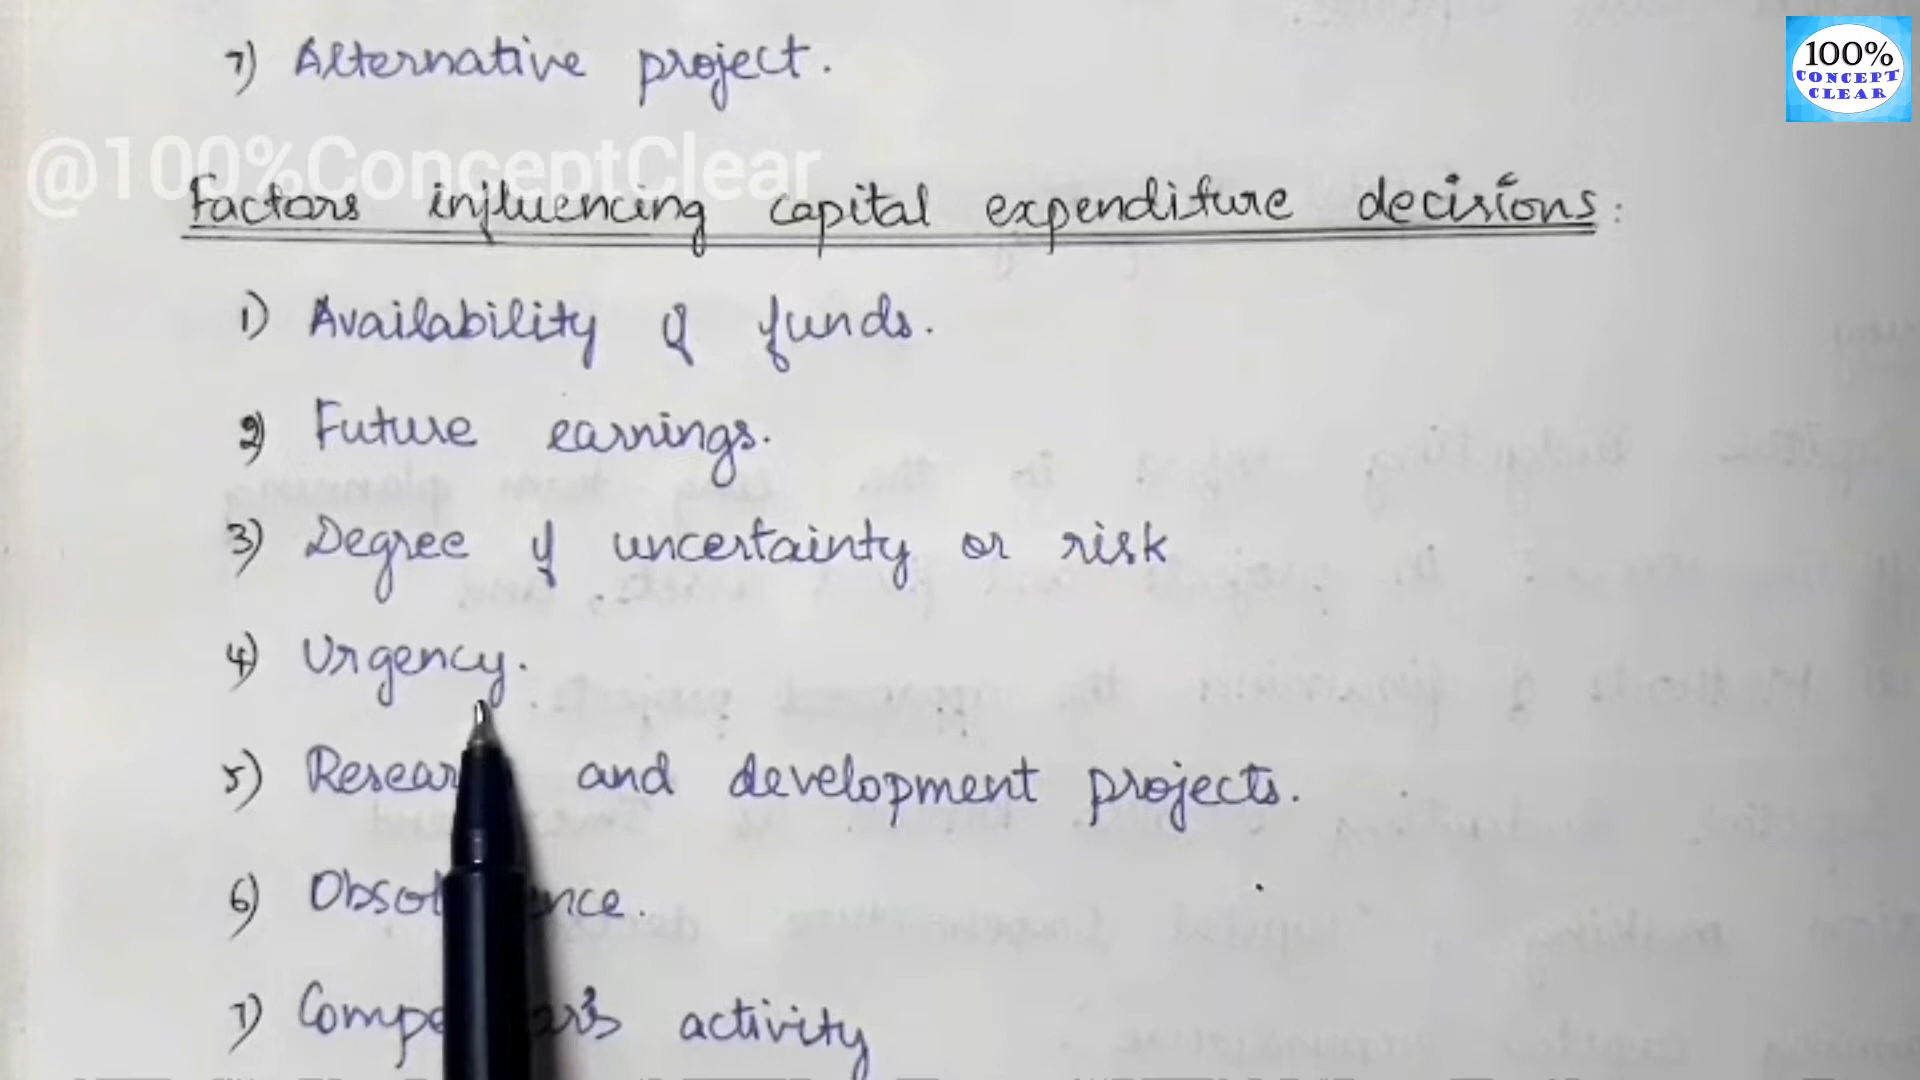 7) Alternative project.
100%
CONCEPT
CLEAR
@100%ConceptClear
Factors influencing capital expenditure decisions:
1) Availability of funds.
2) Future earnings.
3) Degree of uncertainty or risk
4) Urgency.
5) and development projects.
6)
7) activity